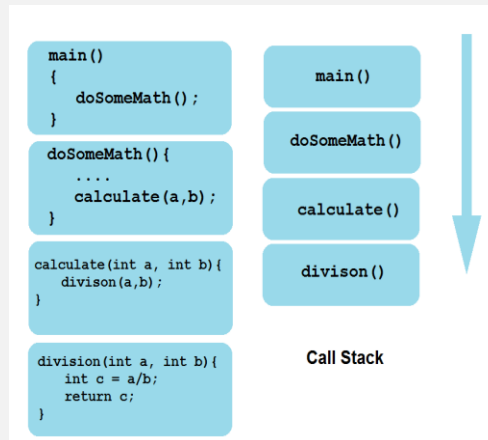 main()
{
doSomeMath();
}
doSomeMath(){
....
calculate(a,b);
}
calculate(int a, int b){
divison(a,b);
}
division(int a, int b){
int c = a/b;
return c;
}
main()
doSomeMath()
calculate()
divison()
Call Stack